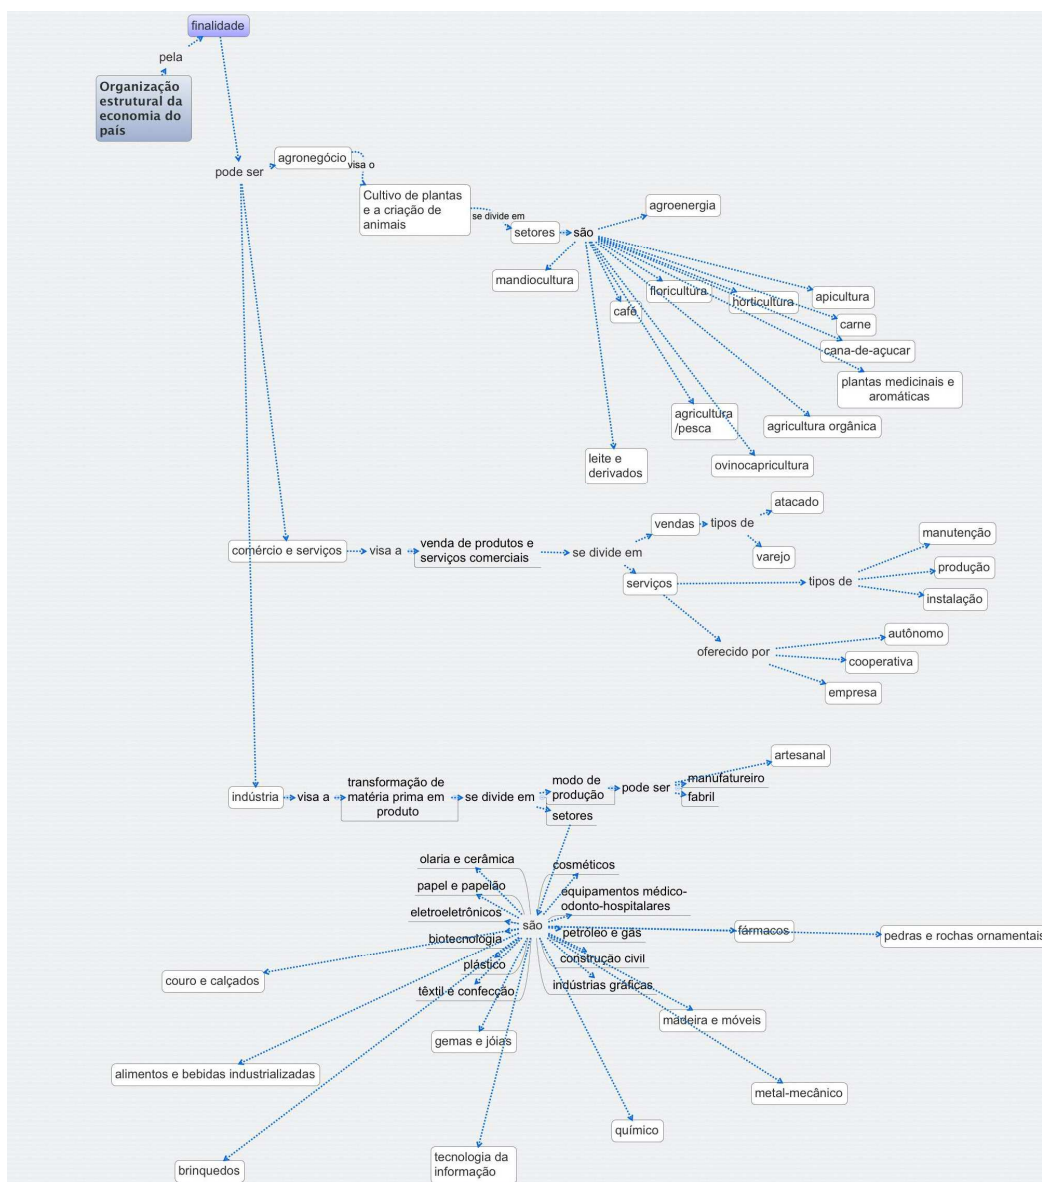 finalidade
pela
Organização
estrutural da
economia do
país
agronegócio
visa o
pode ser
Cultivo de plantas
e a criação de
animais
se divide em
setores
são
agroenergia
mandiocultura
floricultura
horticultura
apicultura
café
carne
cana-de-açucar
plantas medicinais e
aromáticas
agricultura
/pesca
agricultura orgânica
leite e
derivados
ovinocapricultura
atacado
vendas
tipos de
varejo
comércio e serviços
visa a
venda de produtos e
serviços comerciais
se divide em
serviços
tipos de
manutenção
produção
instalação
oferecido por
autônomo
cooperativa
empresa
artesanal
indústria
visa a
transformação de
matéria prima em
produto
se divide em
modo de
produção
pode ser
manufatureiro
fabril
setores
olaria e cerâmica
cosméticos
papel e papelão
equipamentos médico-
odonto-hospitalares
eletroeletrônicos
são
petróleo e gás
fármacos
pedras e rochas ornamentais
biotecnologia
construção civil
plástico
couro e calçados
têxtil e confecção
indústrias gráficas
madeira e móveis
gemas e jóias
alimentos e bebidas industrializadas
metal-mecânico
químico
tecnologia da
informação
brinquedos